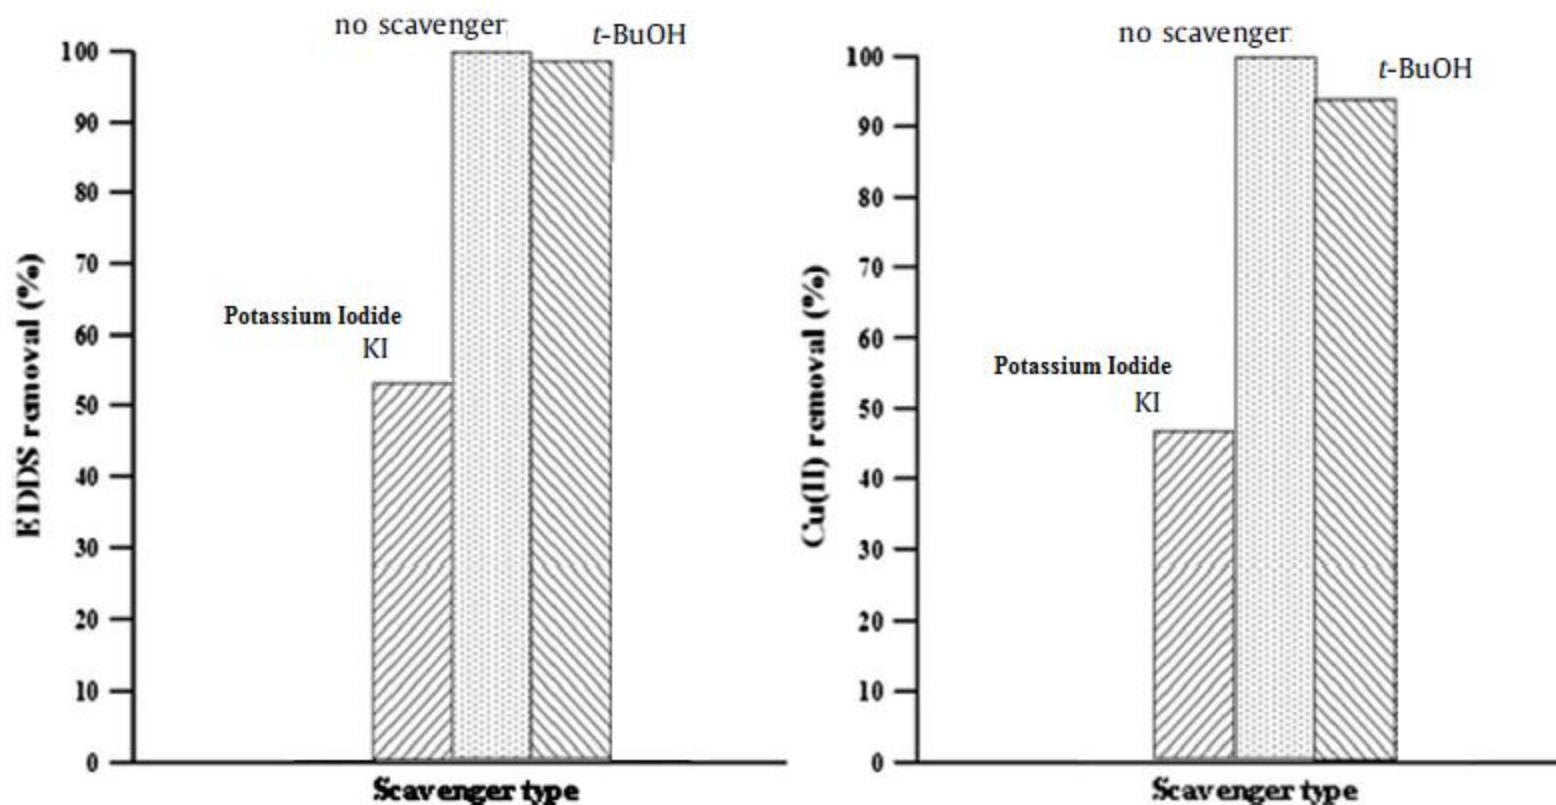 no scavenger
t-BuOH
100
90
80
70
60
50
40
30
20
10
0
EDDS removal (%)
Potassium Iodide
KI
Scavenger type
no scavenger
t-BuOH
100
90
80
70
60
50
40
30
20
10
0
Cu(II) removal (%)
Potassium Iodide
KI
Scavenger type